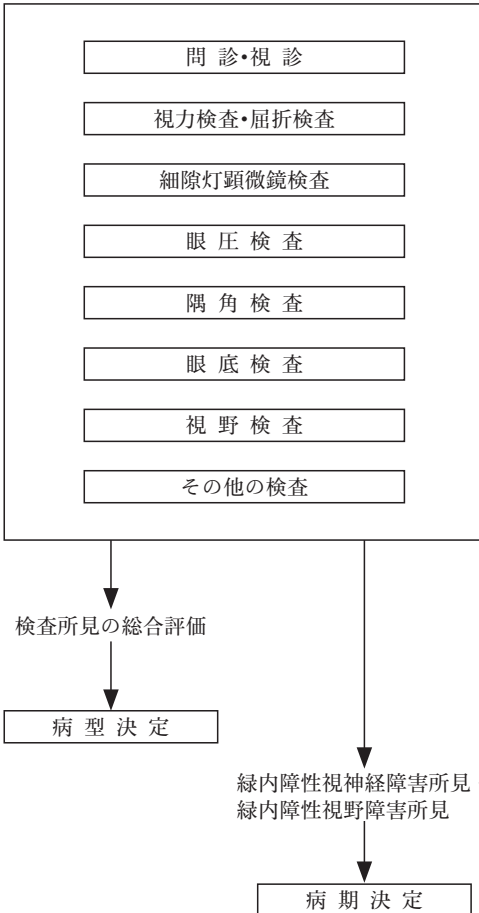 問診・視診
視力検査・屈折検査
細隙灯顕微鏡検査
眼圧検査
隅角検査
眼底検査
視野検査
その他の検査
検査所見の総合評価
病型決定
緑内障性視神経障害所見
緑内障性視野障害所見
病期決定